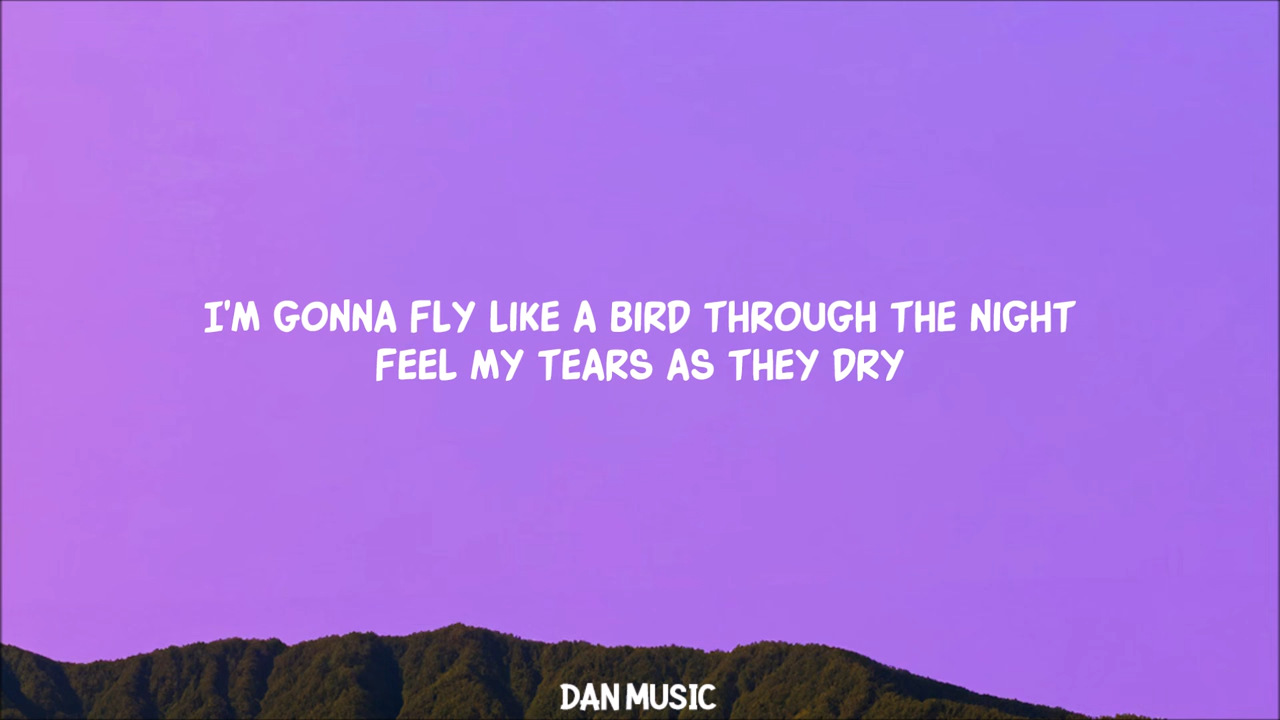 I'M GONNA FLY LIKE A BIRD THROUGH THE NIGHT
FEEL MY TEARS AS THEY DRY
DAN MUSIC